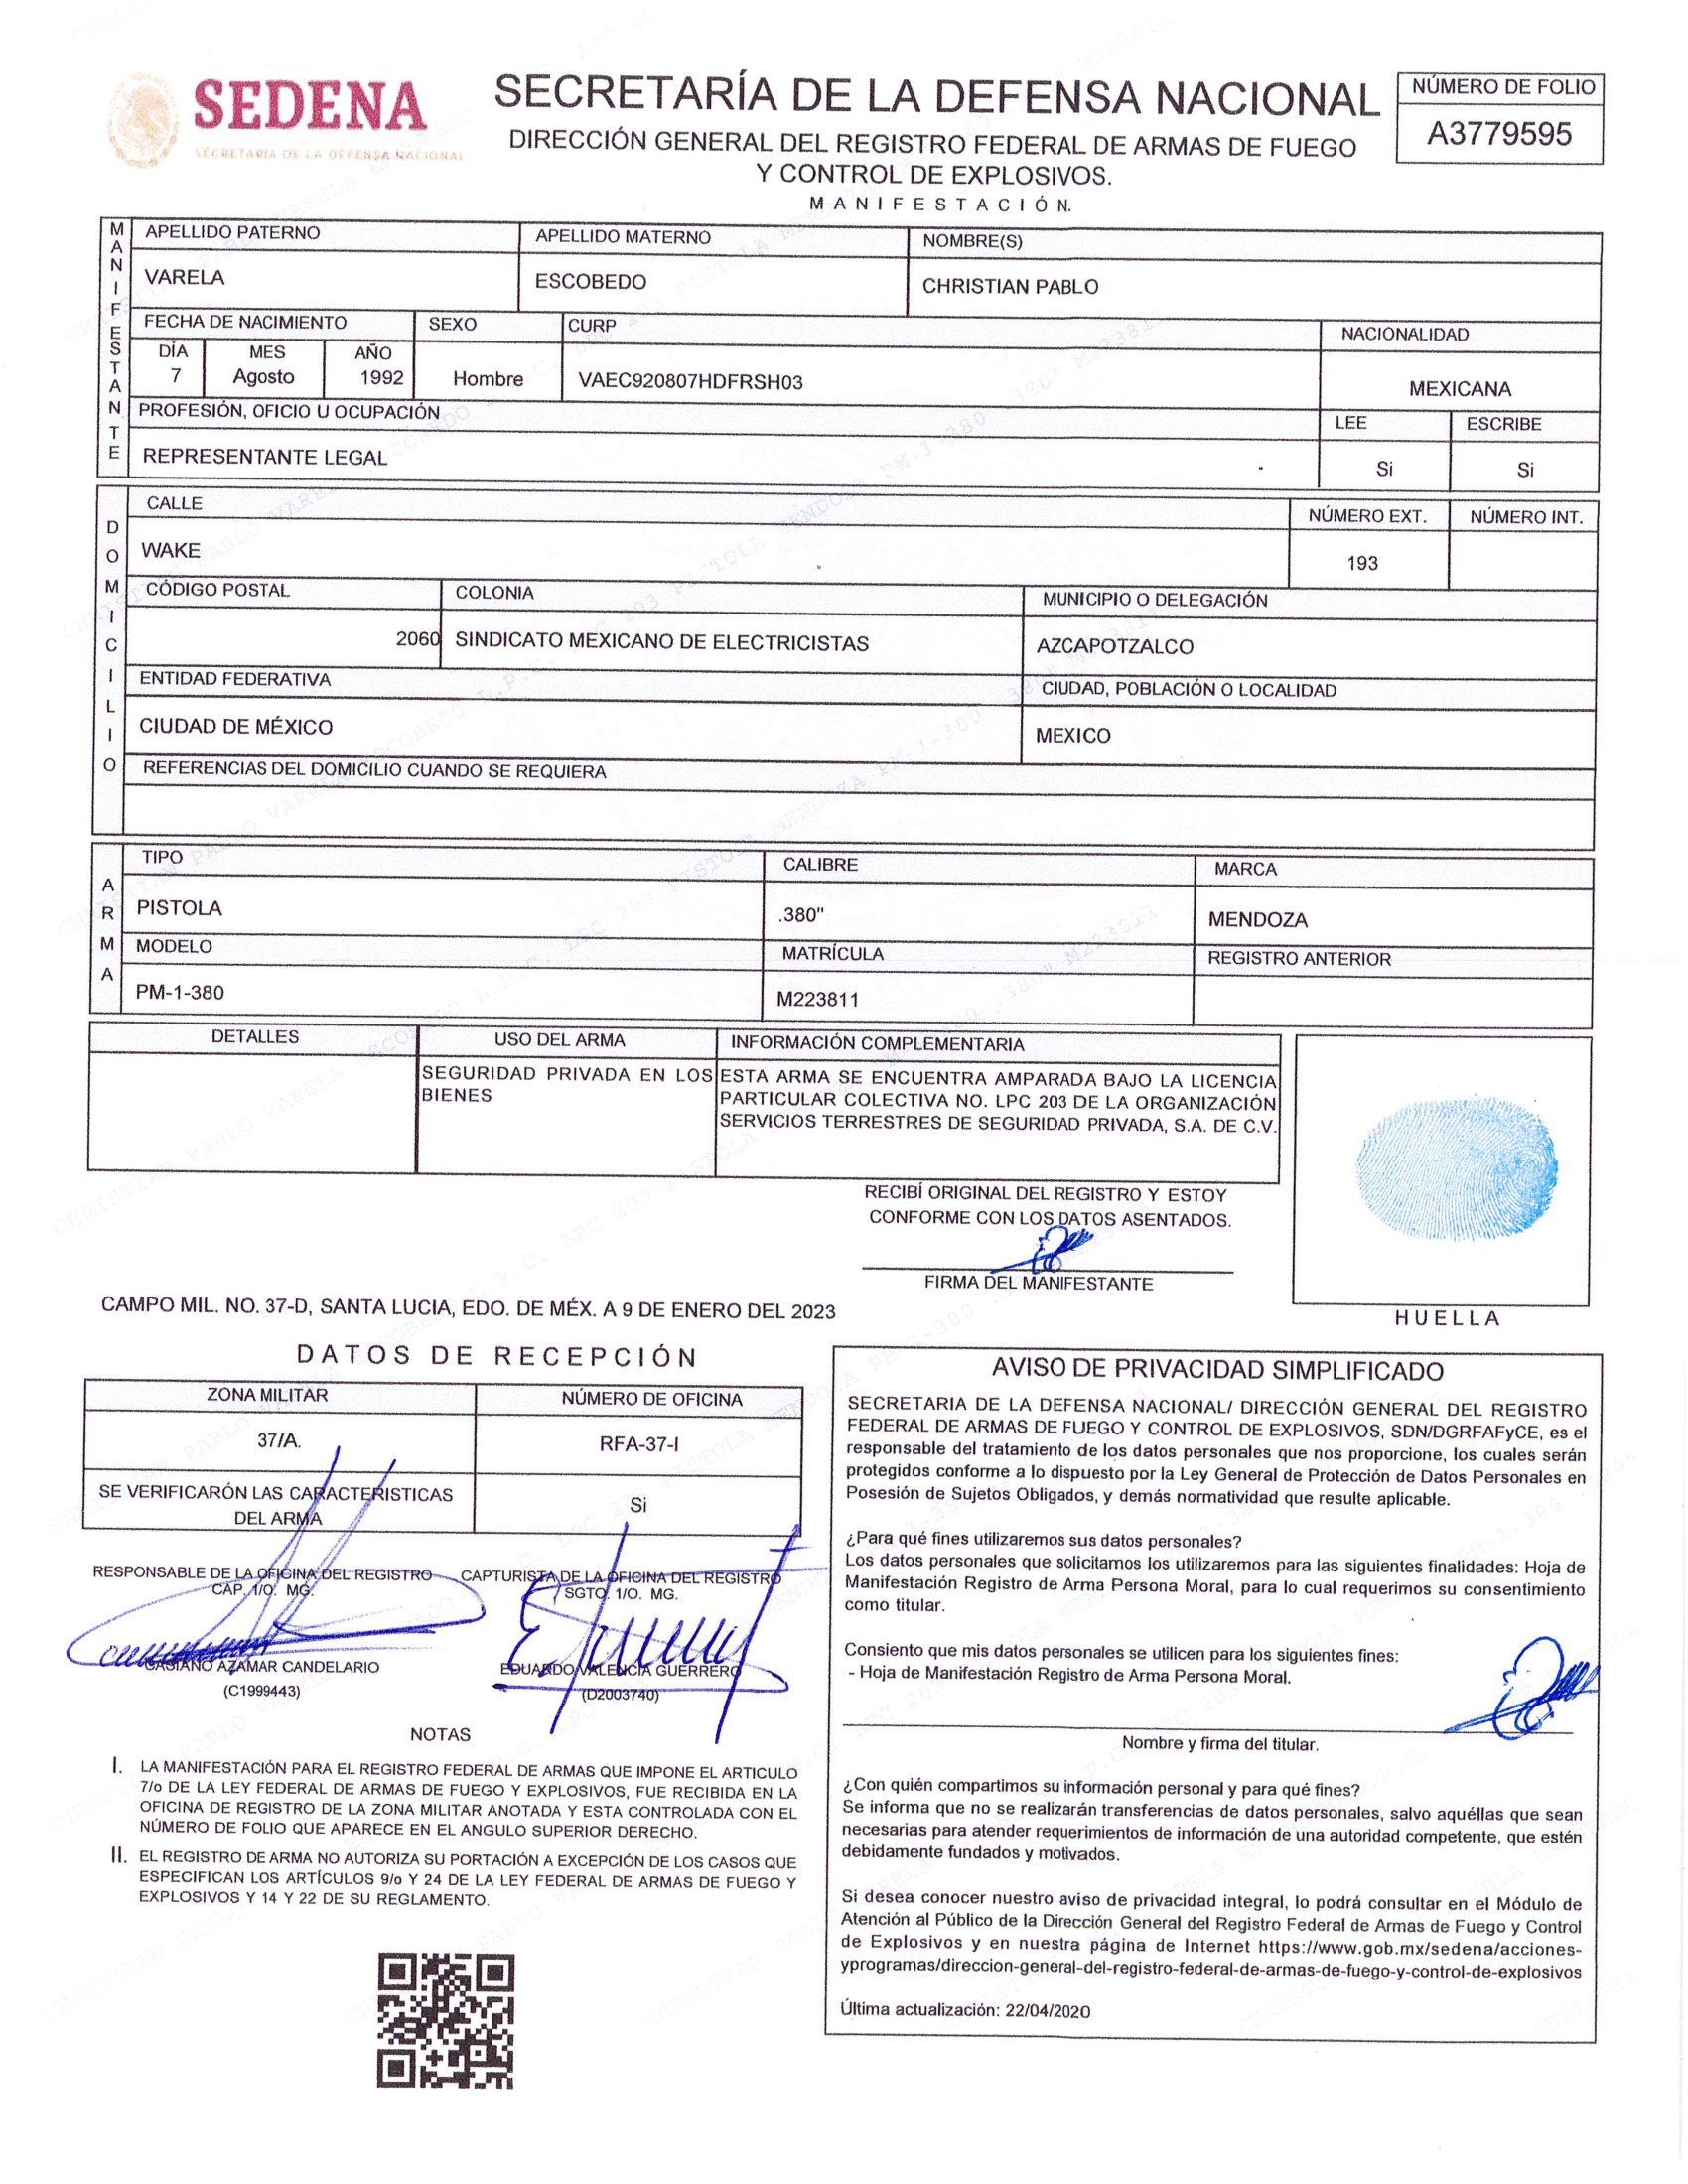 SEDENA
SECRETARÍA DE LA DEFENSA NACIONAL
SECRETARÍA DE LA DEFENSA NACIONAL
DIRECCIÓN GENERAL DEL REGISTRO FEDERAL DE ARMAS DE FUEGO
Y CONTROL DE EXPLOSIVOS.
MANIFESTACIÓN.
NÚMERO DE FOLIO
A3779595
MANIFESTANTE
APELLIDO PATERNO
APELLIDO MATERNO
NOMBRE(S)
VARELA
ESCOBEDO
CHRISTIAN PABLO
FECHA DE NACIMIENTO
SEXO
CURP
NACIONALIDAD
DÍA
MES
AÑO
7
Agosto
1992
Hombre
VAEC920807HDFRSH03
MEXICANA
PROFESIÓN, OFICIO U OCUPACIÓN
LEE
ESCRIBE
REPRESENTANTE LEGAL
Si
Si
DOMICILIO
CALLE
NÚMERO EXT.
NÚMERO INT.
WAKE
193
CÓDIGO POSTAL
COLONIA
MUNICIPIO O DELEGACIÓN
2060
SINDICATO MEXICANO DE ELECTRICISTAS
AZCAPOTZALCO
ENTIDAD FEDERATIVA
CIUDAD, POBLACIÓN O LOCALIDAD
CIUDAD DE MÉXICO
MEXICO
REFERENCIAS DEL DOMICILIO CUANDO SE REQUIERA
ARMA
TIPO
CALIBRE
MARCA
PISTOLA
.380"
MENDOZA
MODELO
MATRÍCULA
REGISTRO ANTERIOR
PM-1-380
M223811
DETALLES
USO DEL ARMA
INFORMACIÓN COMPLEMENTARIA
SEGURIDAD PRIVADA EN LOS
BIENES
ESTA ARMA SE ENCUENTRA AMPARADA BAJO LA LICENCIA
PARTICULAR COLECTIVA NO. LPC 203 DE LA ORGANIZACIÓN
SERVICIOS TERRESTRES DE SEGURIDAD PRIVADA, S.A. DE C.V.
RECIBÍ ORIGINAL DEL REGISTRO Y ESTOY
CONFORME CON LOS DATOS ASENTADOS.
FIRMA DEL MANIFESTANTE
HUELLA
CAMPO MIL. NO. 37-D, SANTA LUCIA, EDO. DE MÉX. A 9 DE ENERO DEL 2023
DATOS DE RECEPCIÓN
ZONA MILITAR
NÚMERO DE OFICINA
37/A.
RFA-37-I
SE VERIFICARÓN LAS CARACTERISTICAS
DEL ARMA
Si
RESPONSABLE DE LA OFICINA DEL REGISTRO
CAP. 1/O. MG.
CAPTURISTA DE LA OFICINA DEL REGISTRO
SGTO. 1/O. MG.
CASIANO AZAMAR CANDELARIO
(C1999443)
EDUARDO VALENCIA GUERRERO
(D2003740)
NOTAS
I. LA MANIFESTACIÓN PARA EL REGISTRO FEDERAL DE ARMAS QUE IMPONE EL ARTICULO
7/o DE LA LEY FEDERAL DE ARMAS DE FUEGO Y EXPLOSIVOS, FUE RECIBIDA EN LA
OFICINA DE REGISTRO DE LA ZONA MILITAR ANOTADA Y ESTA CONTROLADA CON EL
NÚMERO DE FOLIO QUE APARECE EN EL ANGULO SUPERIOR DERECHO.
II. EL REGISTRO DE ARMA NO AUTORIZA SU PORTACIÓN A EXCEPCIÓN DE LOS CASOS QUE
ESPECIFICAN LOS ARTÍCULOS 9/o Y 24 DE LA LEY FEDERAL DE ARMAS DE FUEGO Y
EXPLOSIVOS Y 14 Y 22 DE SU REGLAMENTO.
AVISO DE PRIVACIDAD SIMPLIFICADO
SECRETARIA DE LA DEFENSA NACIONAL/ DIRECCIÓN GENERAL DEL REGISTRO
FEDERAL DE ARMAS DE FUEGO Y CONTROL DE EXPLOSIVOS, SDN/DGRFAFyCE, es el
responsable del tratamiento de los datos personales que nos proporcione, los cuales serán
protegidos conforme a lo dispuesto por la Ley General de Protección de Datos Personales en
Posesión de Sujetos Obligados, y demás normatividad que resulte aplicable.
¿Para qué fines utilizaremos sus datos personales?
Los datos personales que solicitamos los utilizaremos para las siguientes finalidades: Hoja de
Manifestación Registro de Arma Persona Moral, para lo cual requerimos su consentimiento
como titular.
Consiento que mis datos personales se utilicen para los siguientes fines:
- Hoja de Manifestación Registro de Arma Persona Moral.
Nombre y firma del titular.
¿Con quién compartimos su información personal y para qué fines?
Se informa que no se realizarán transferencias de datos personales, salvo aquéllas que sean
necesarias para atender requerimientos de información de una autoridad competente, que estén
debidamente fundados y motivados.
Si desea conocer nuestro aviso de privacidad integral, lo podrá consultar en el Módulo de
Atención al Público de la Dirección General del Registro Federal de Armas de Fuego y Control
de Explosivos y en nuestra página de Internet https://www.gob.mx/sedena/acciones-
yprogramas/direccion-general-del-registro-federal-de-armas-de-fuego-y-control-de-explosivos
Última actualización: 22/04/2020